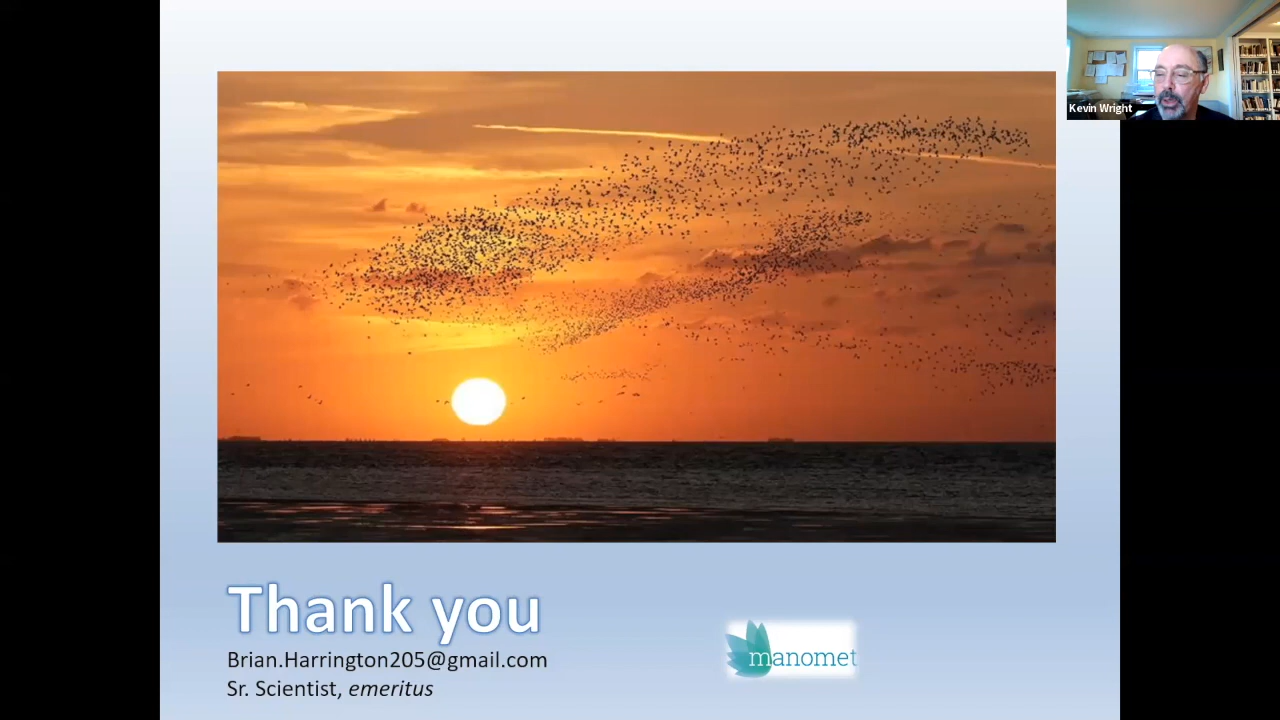 Kevin Wright
Thank you
Brian.Harrington205@gmail.com
Sr. Scientist, emeritus
manomet